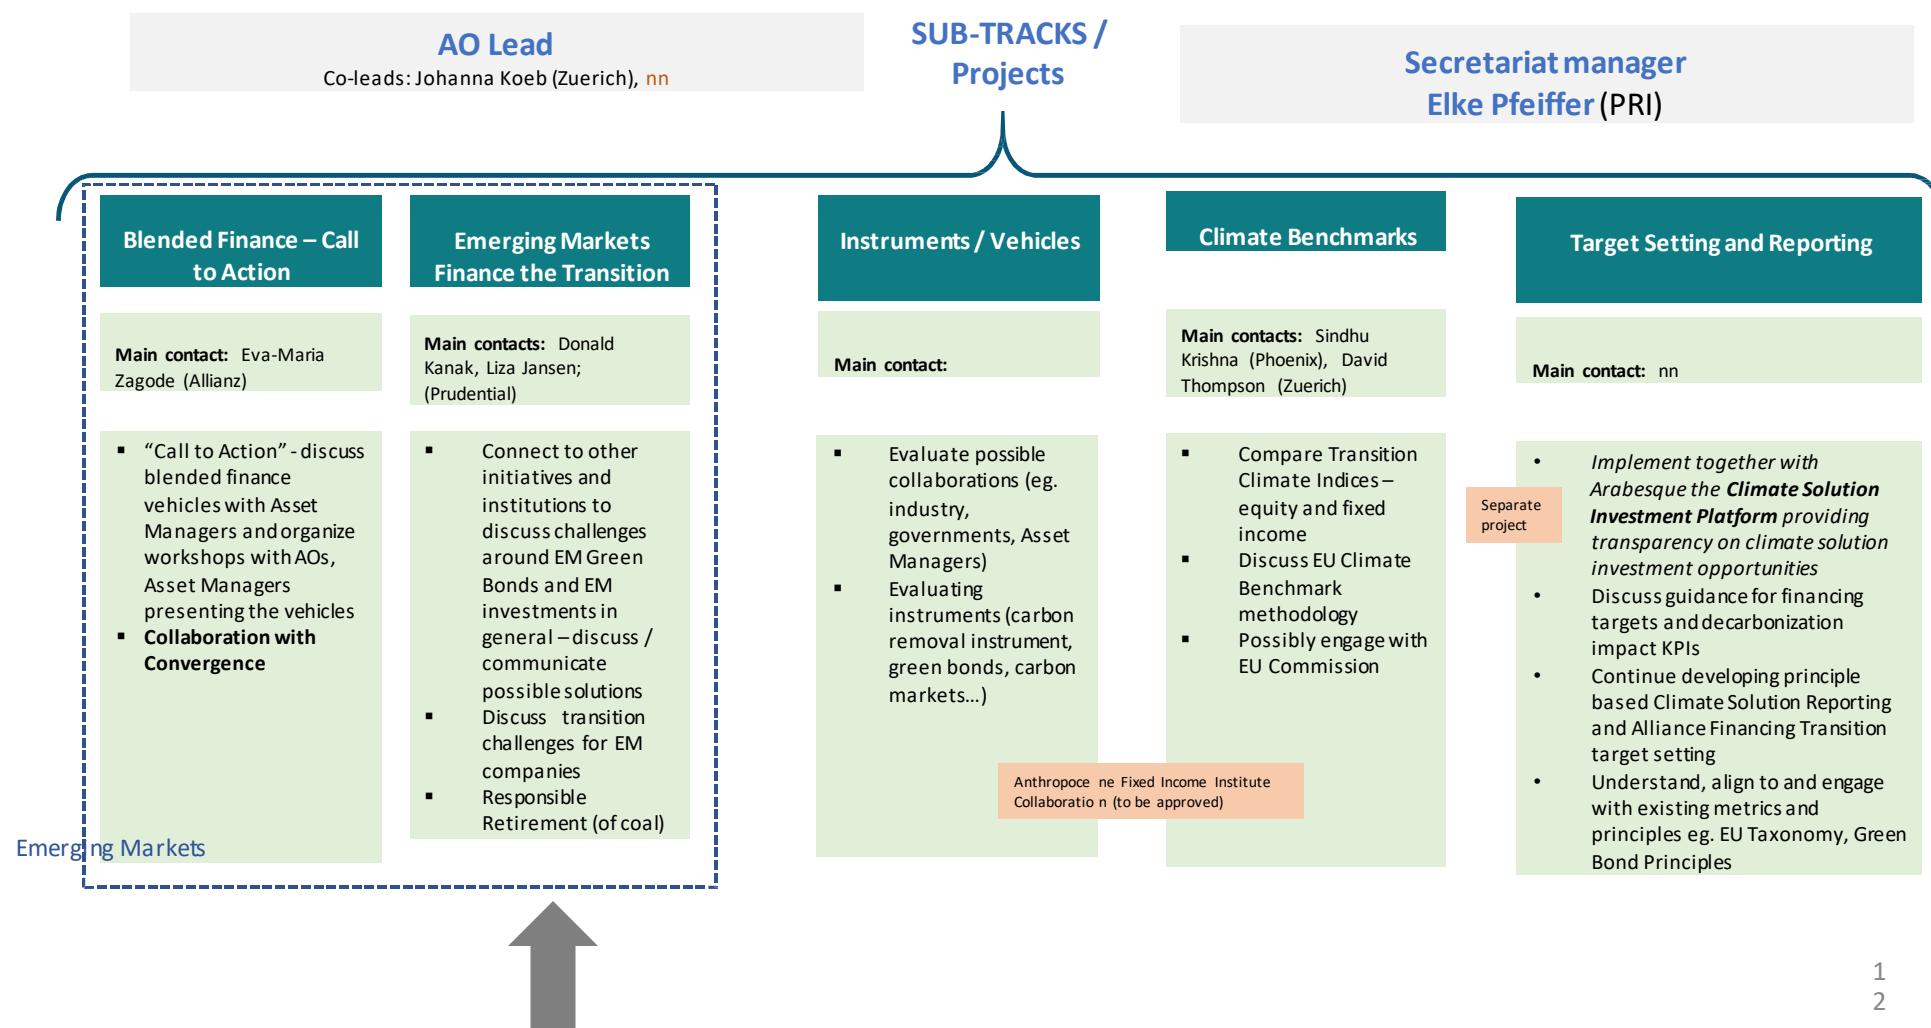 AO Lead
Co-leads: Johanna Koeb (Zuerich), nn
SUB-TRACKS /
Projects
Secretariat manager
Elke Pfeiffer (PRI)
Blended Finance – Call
to Action
Main contact: Eva-Maria
Zagode (Allianz)
▪ “Call to Action” - discuss
blended finance
vehicles with Asset
Managers and organize
workshops with AOs,
Asset Managers
presenting the vehicles
▪ Collaboration with
Convergence
Emerging Markets
Finance the Transition
Main contacts: Donald
Kanak, Liza Jansen;
(Prudential)
▪ Connect to other
initiatives and
institutions to
discuss challenges
around EM Green
Bonds and EM
investments in
general – discuss /
communicate
possible solutions
▪ Discuss transition
challenges for EM
companies
▪ Responsible
Retirement (of coal)
Emerging Markets
Instruments / Vehicles
Main contact:
▪ Evaluate possible
collaborations (eg.
industry,
governments, Asset
Managers)
▪ Evaluating
instruments (carbon
removal instrument,
green bonds, carbon
markets…)
Climate Benchmarks
Main contacts: Sindhu
Krishna (Phoenix), David
Thompson (Zuerich)
▪ Compare Transition
Climate Indices –
equity and fixed
income
▪ Discuss EU Climate
Benchmark
methodology
▪ Possibly engage with
EU Commission
Anthropoce ne Fixed Income Institute
Collaboratio n (to be approved)
Target Setting and Reporting
Main contact: nn
Separate
project
• Implement together with
Arabesque the Climate Solution
Investment Platform providing
transparency on climate solution
investment opportunities
• Discuss guidance for financing
targets and decarbonization
impact KPIs
• Continue developing principle
based Climate Solution Reporting
and Alliance Financing Transition
target setting
• Understand, align to and engage
with existing metrics and
principles eg. EU Taxonomy, Green
Bond Principles
1
2